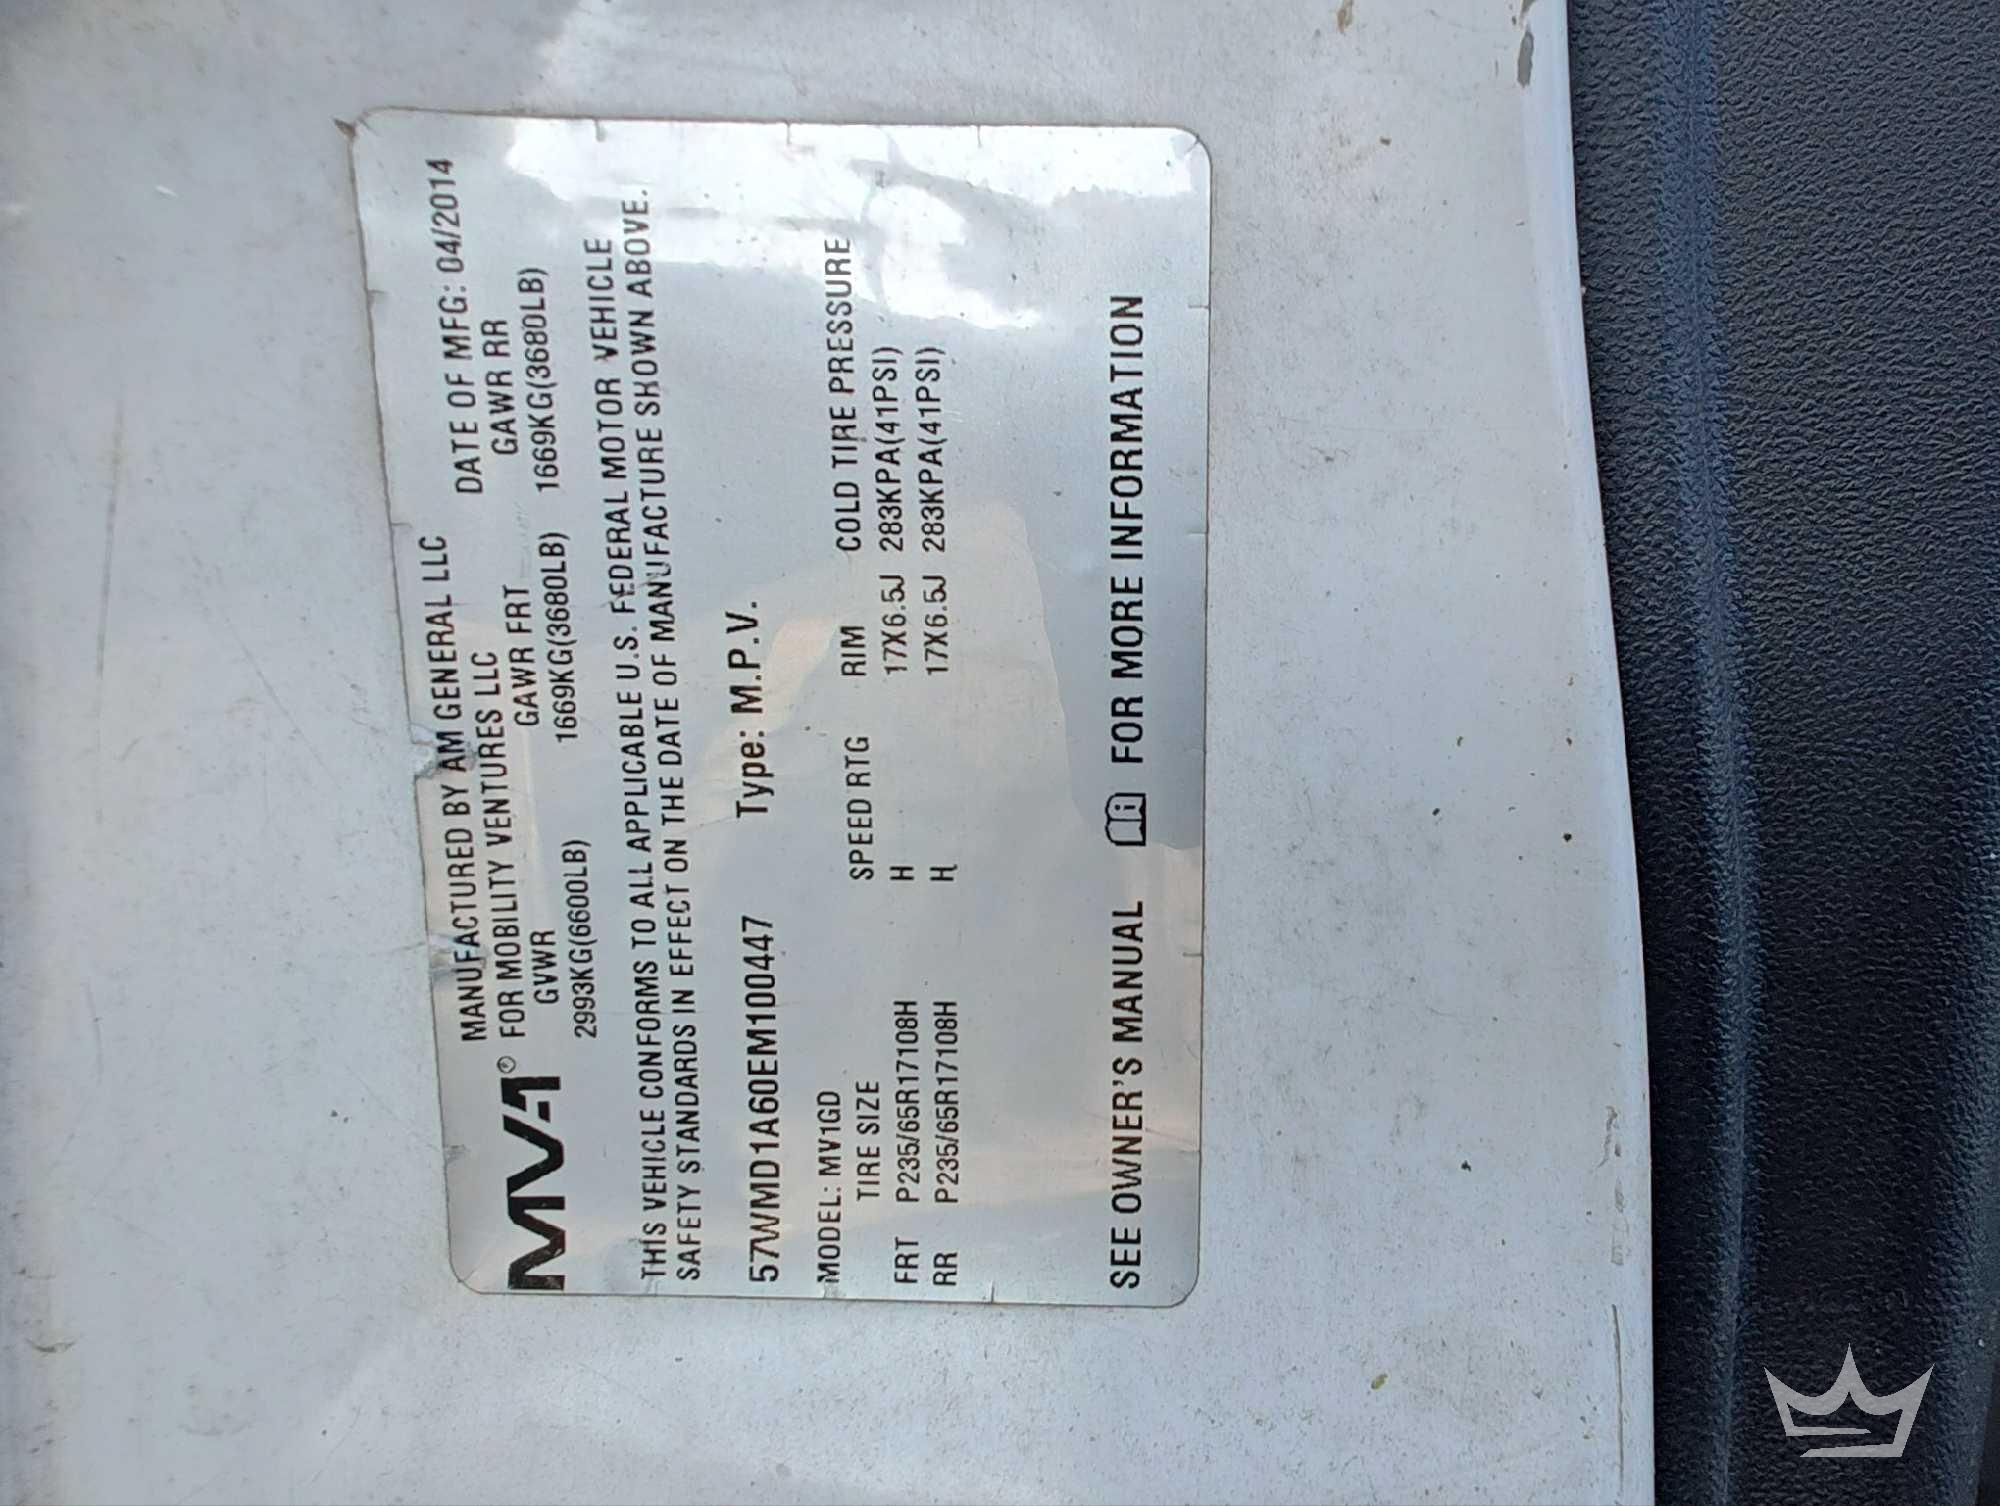 MV-1® MANUFACTURED BY AM GENERAL LLC DATE OF MFG: 04/2014
FOR MOBILITY VENTURES LLC
GVWR GAWR FRT GAWR RR
2993KG(6600LB) 1669KG(3680LB) 1669KG(3680LB)
THIS VEHICLE CONFORMS TO ALL APPLICABLE U.S. FEDERAL MOTOR VEHICLE
SAFETY STANDARDS IN EFFECT ON THE DATE OF MANUFACTURE SHOWN ABOVE.
57WMD1A60EM100447 Type: M.P.V.
MODEL: MV1GD
TIRE SIZE SPEED RTG RIM COLD TIRE PRESSURE
FRT P235/65R17108H H 17X6.5J 283KPA(41PSI)
RR P235/65R17108H H 17X6.5J 283KPA(41PSI)
SEE OWNER'S MANUAL FOR MORE INFORMATION